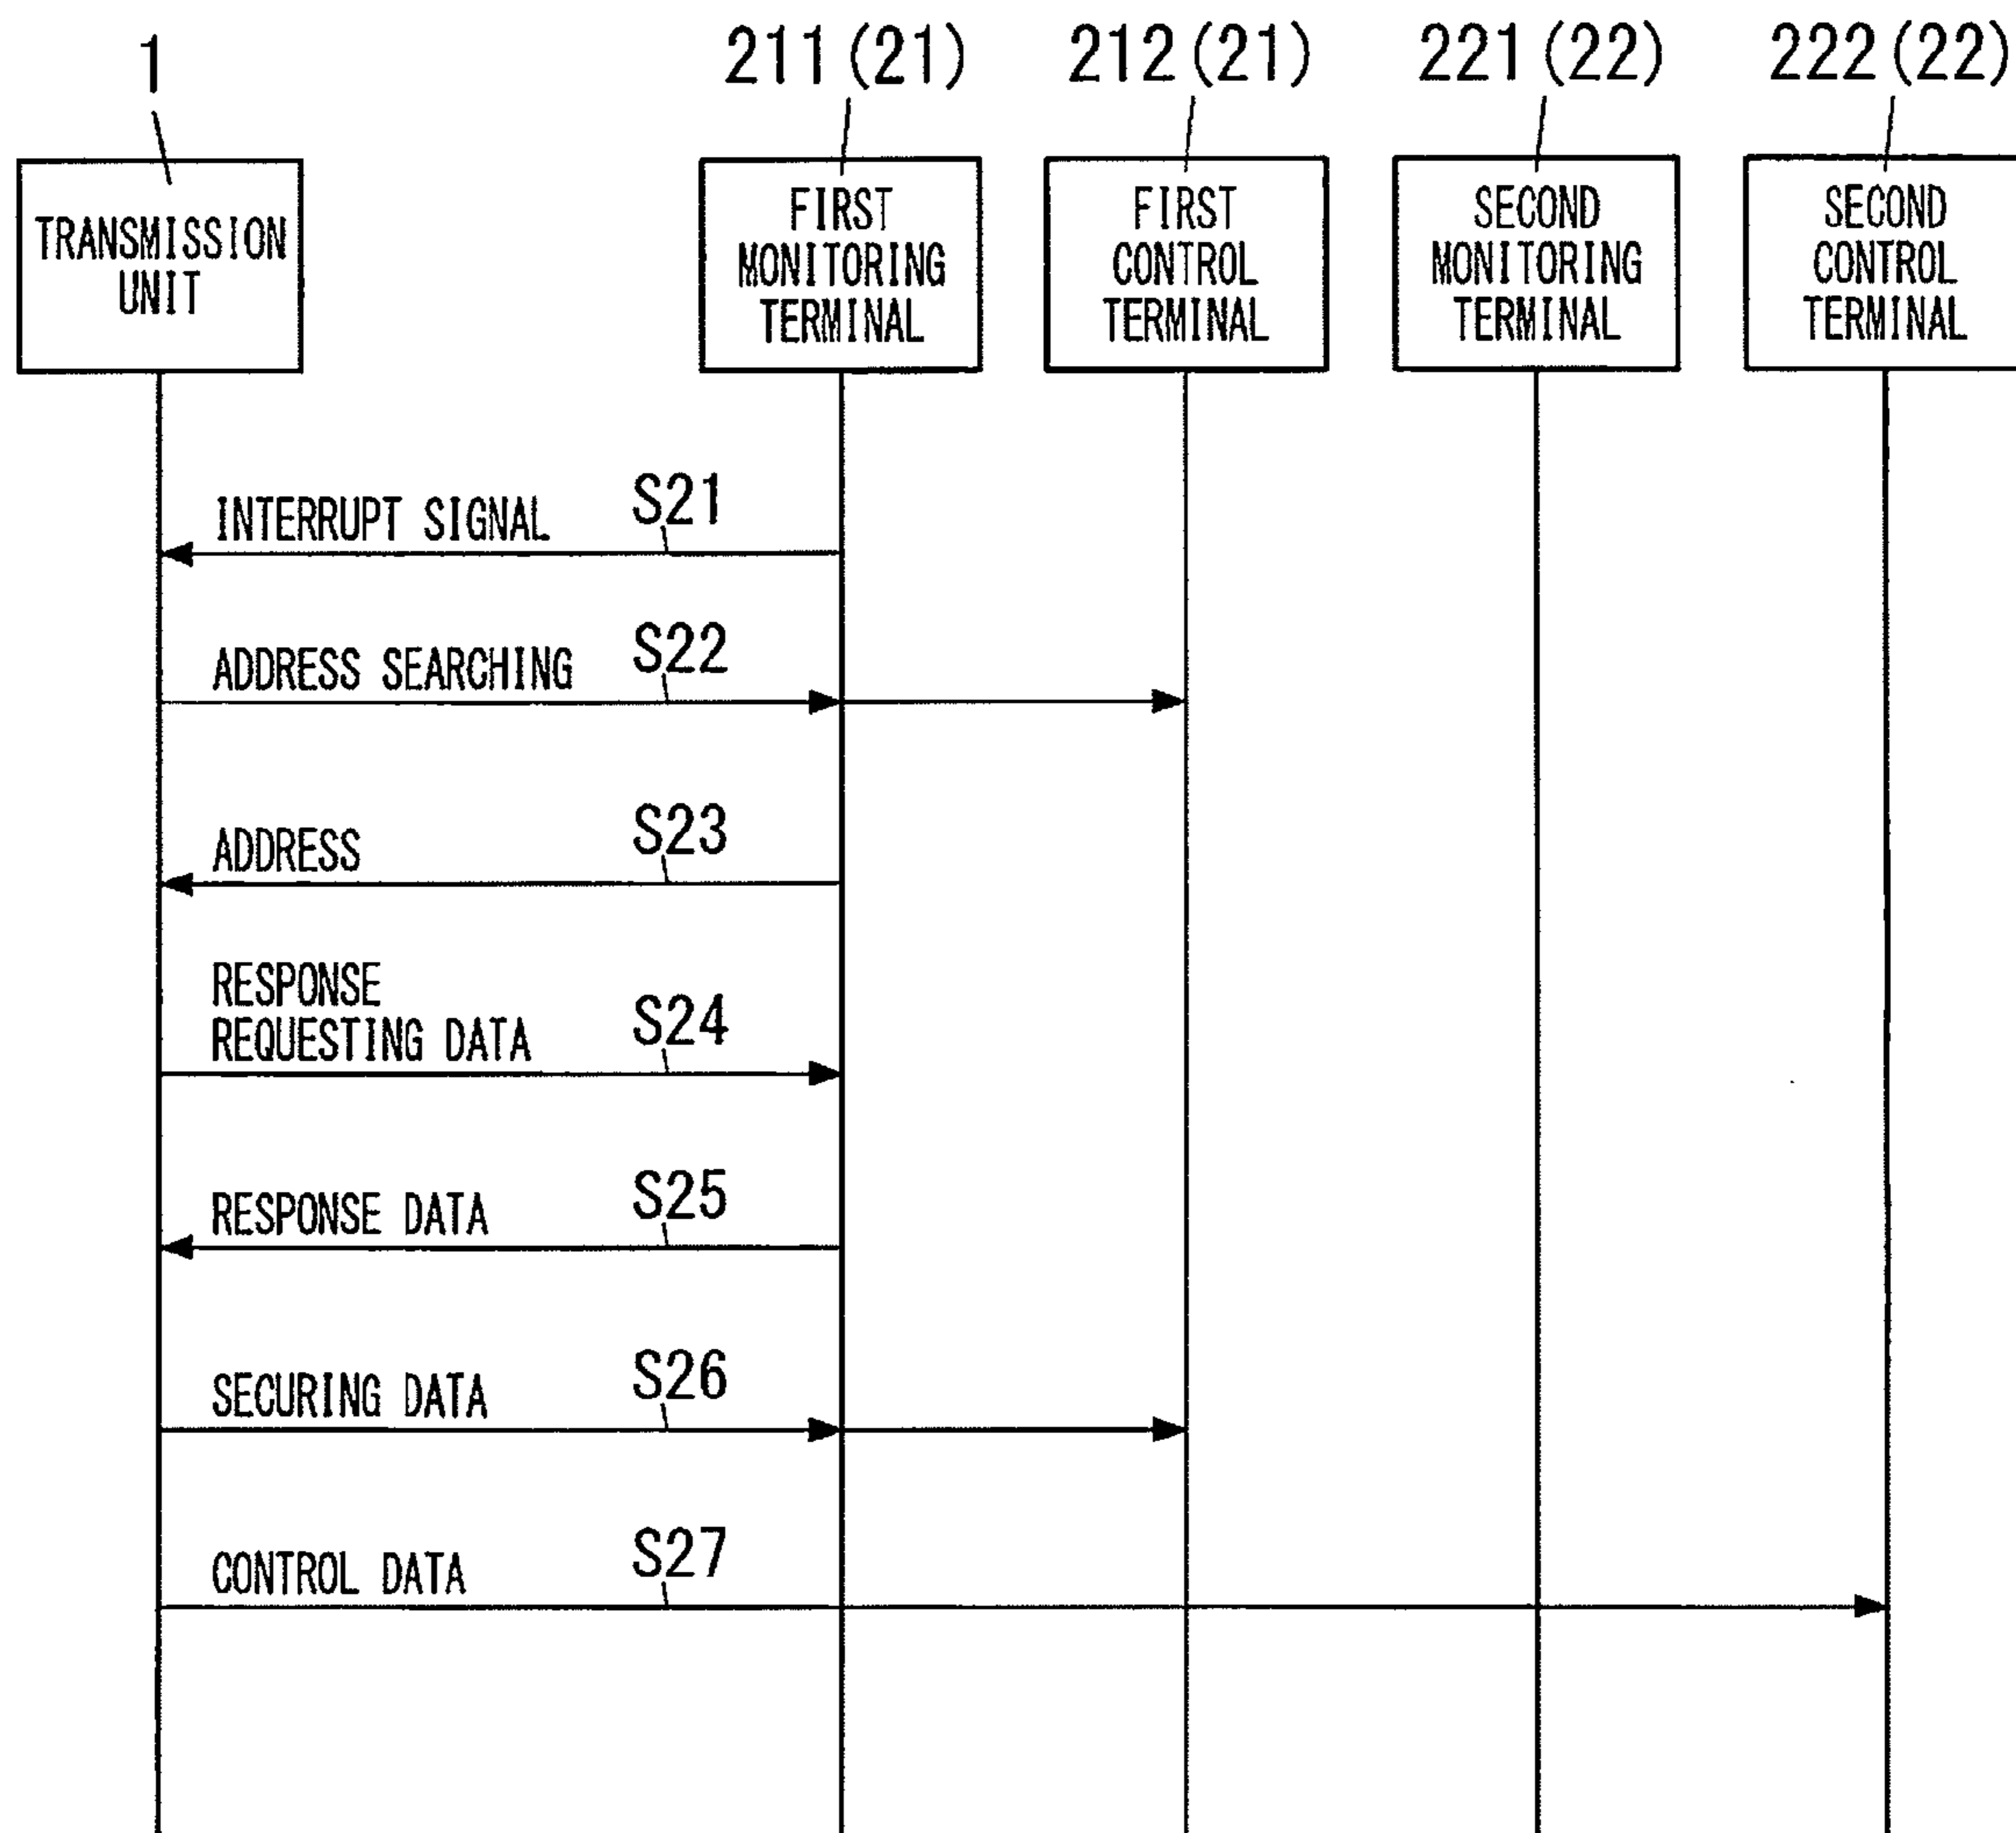 1
211(21)
212(21)
221(22)
222(22)
TRANSMISSION
UNIT
FIRST
MONITORING
TERMINAL
FIRST
CONTROL
TERMINAL
SECOND
MONITORING
TERMINAL
SECOND
CONTROL
TERMINAL
INTERRUPT SIGNAL S21
ADDRESS SEARCHING S22
ADDRESS S23
RESPONSE
REQUESTING DATA S24
RESPONSE DATA S25
SECURING DATA S26
CONTROL DATA S27